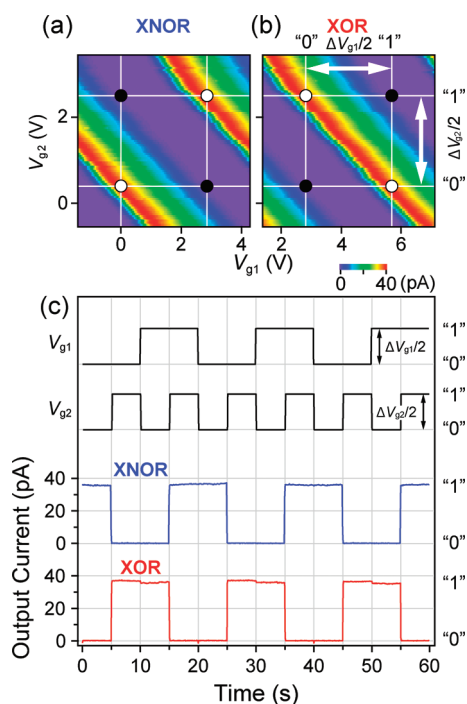 (a) XNOR
(b) XOR
"0" ΔVg1/2 "1"
"1"
ΔVg2/2
"0"
Vg2 (V)
2
0
0 2 4
4 6
Vg1 (V)
0 40 (pA)
(c)
Vg1
"1"
ΔVg1/2
"0"
Vg2
"1"
ΔVg2/2
"0"
Output Current (pA)
XNOR
40
20
0
"1"
"0"
XOR
40
20
0
"1"
"0"
0 10 20 30 40 50 60
Time (s)